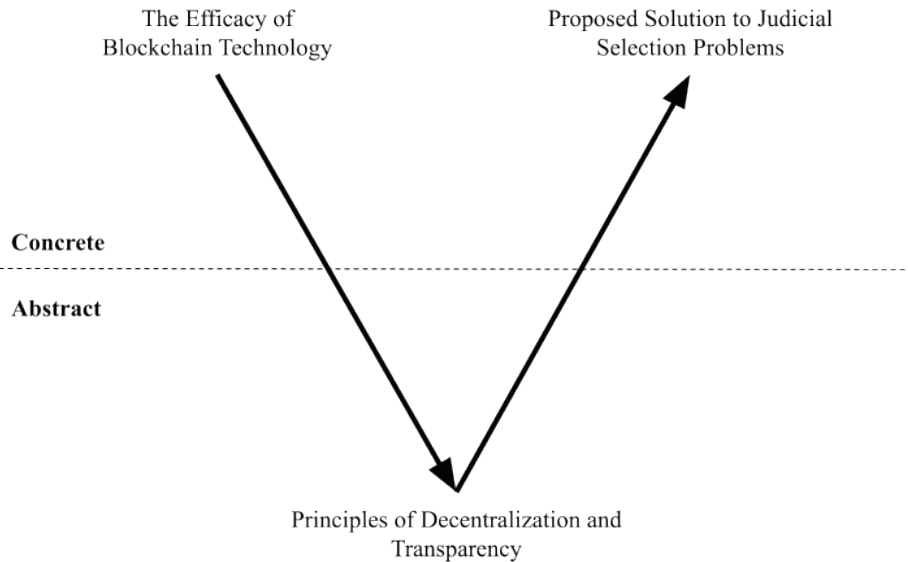 The Efficacy of
Blockchain Technology
Proposed Solution to Judicial
Selection Problems
Concrete
Abstract
Principles of Decentralization and
Transparency